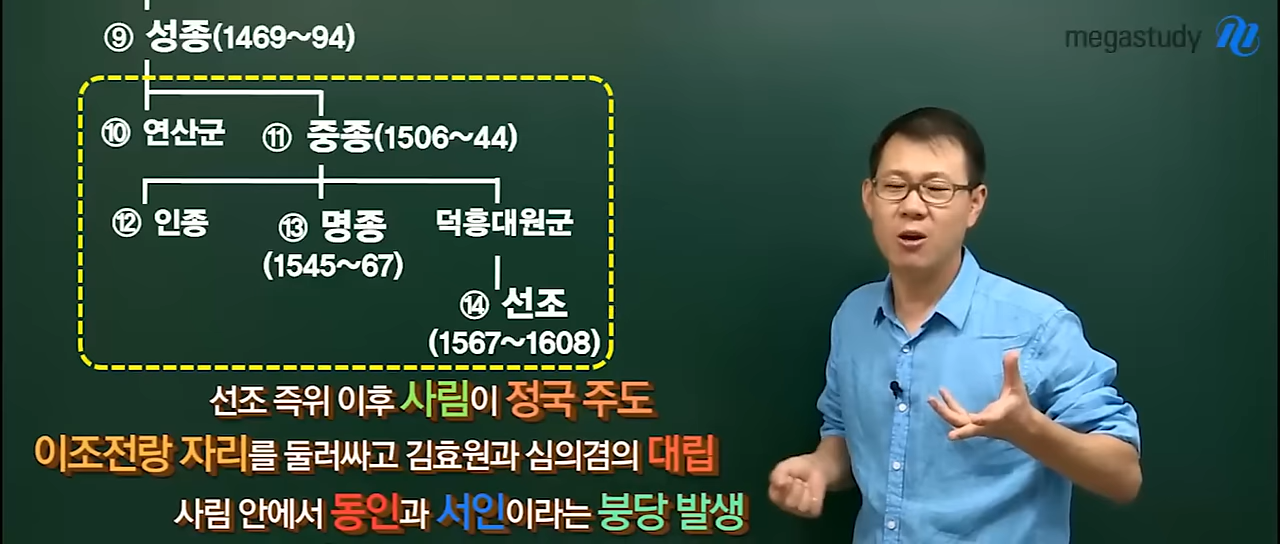 ⑨ 성종(1469~94)
megastudy
⑩ 연산군 ⑪ 중종(1506~44)
⑫ 인종 ⑬ 명종 덕흥대원군
(1545~67)
⑭ 선조
(1567~1608)
선조 즉위 이후 사림이 정국 주도
이조전랑 자리를 둘러싸고 김효원과 심의겸의 대립
사림 안에서 동인과 서인이라는 붕당 발생